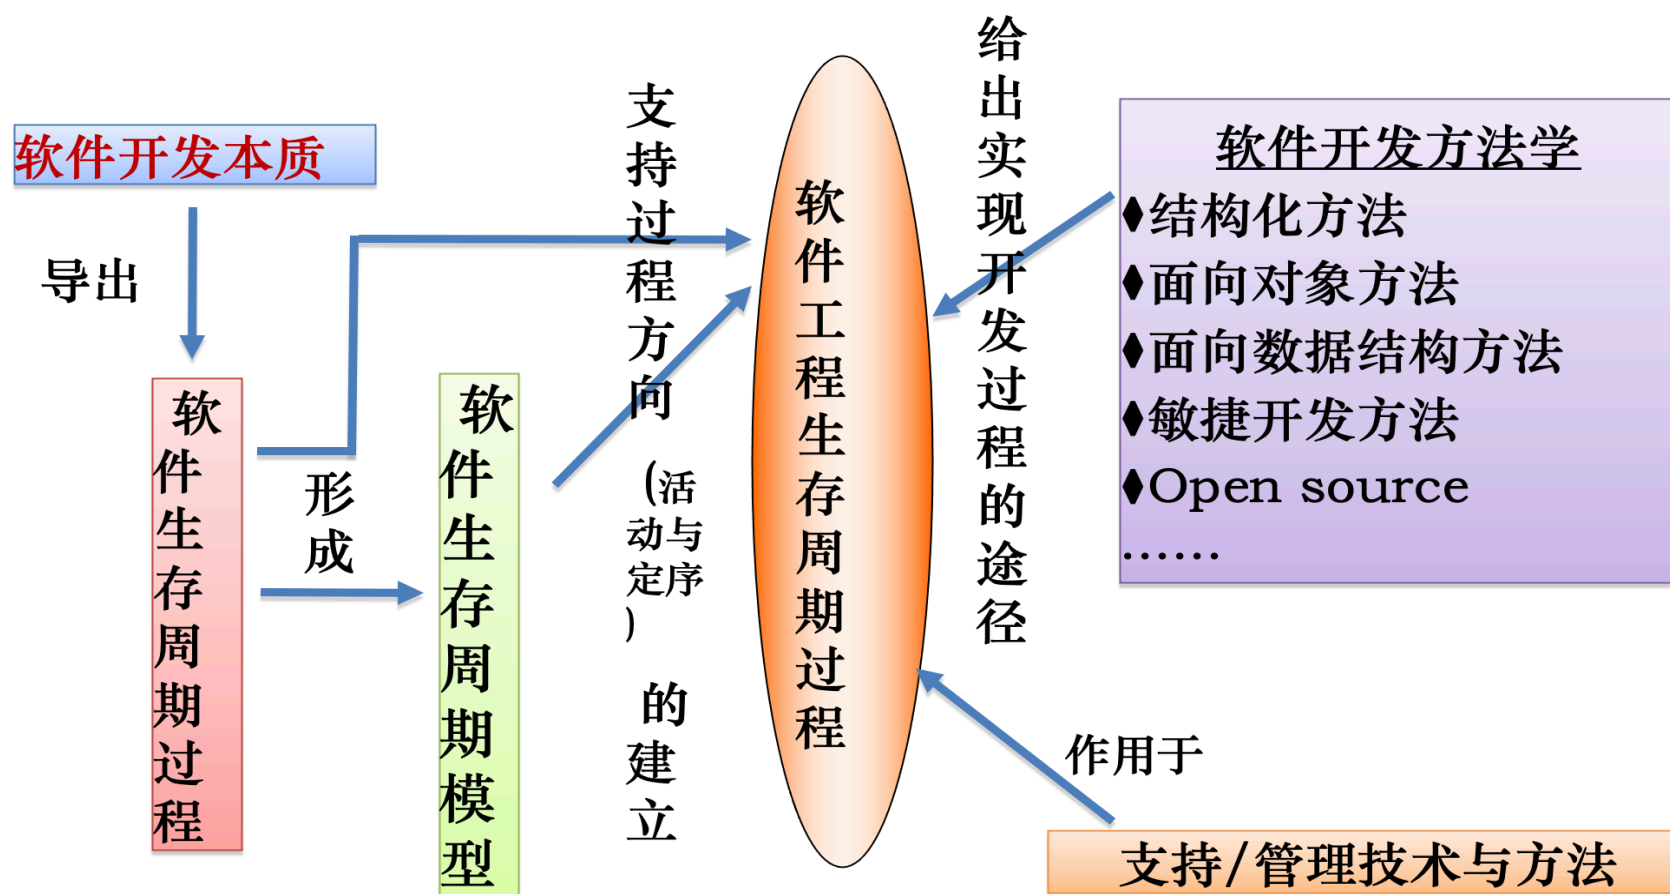 软件开发本质
导出
软件生存周期过程
形成
软件生存周期模型
支持过程方向
(活
动与
定序
)
的建立
软件工程生存周期过程
给出实现开发过程的途径
软件开发方法学
♦结构化方法
♦面向对象方法
♦面向数据结构方法
♦敏捷开发方法
♦Open source
……
作用于
支持/管理技术与方法